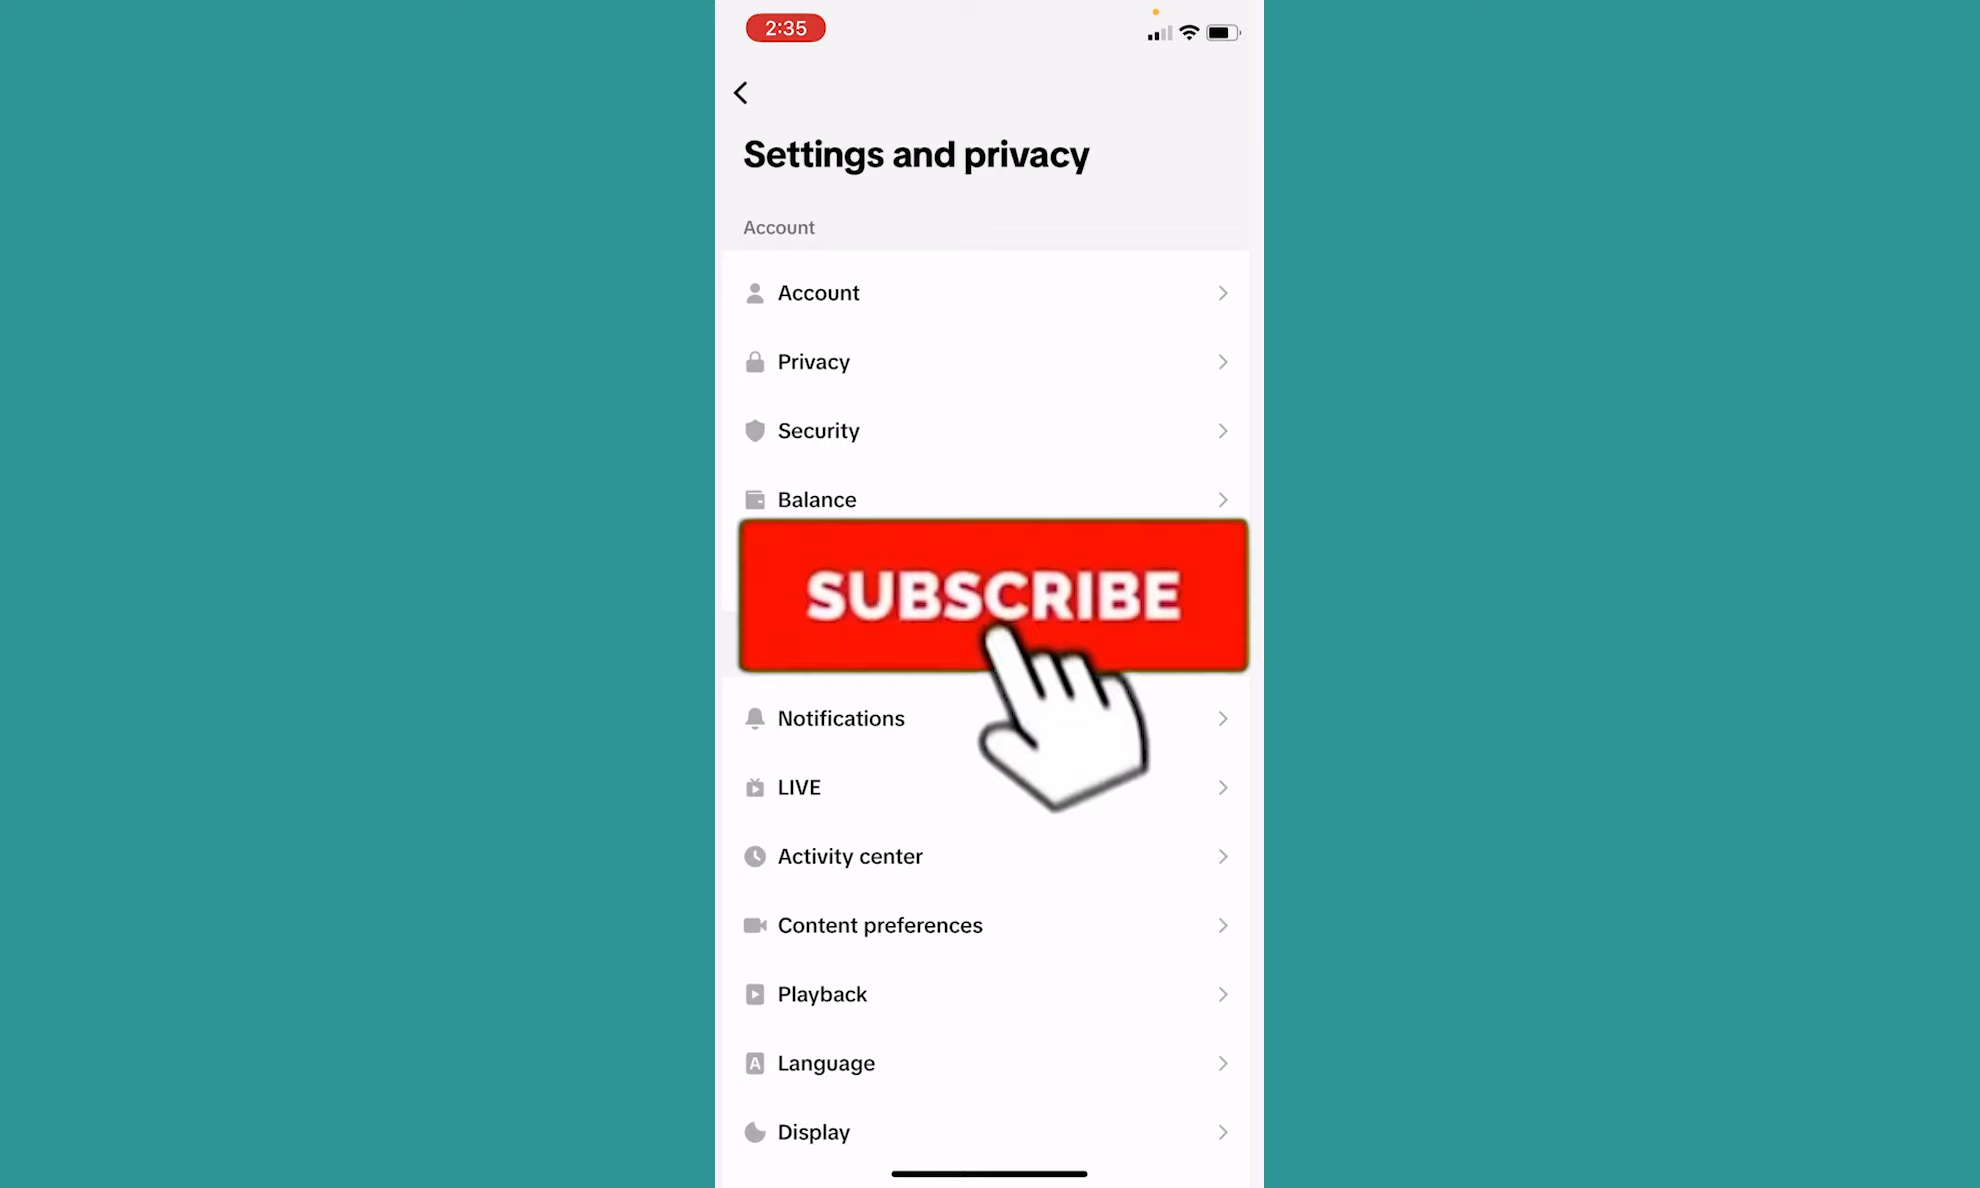 2:35
Settings and privacy
Account
Account
Privacy
Security
Balance
SUBSCRIBE
Notifications
LIVE
Activity center
Content preferences
Playback
A Language
Display